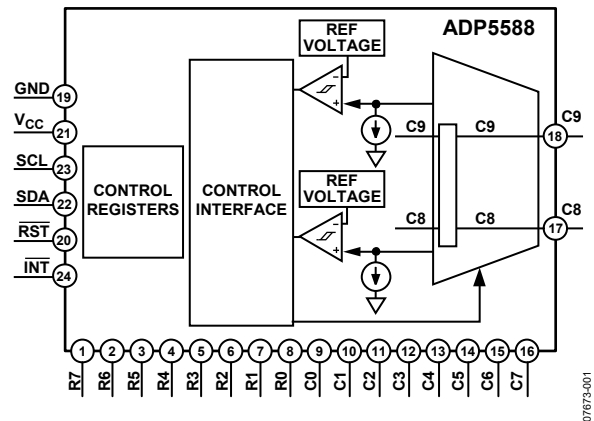 ADP5588
REF
VOLTAGE
GND
19
VCC
21
SCL
23
SDA
22
RST
20
INT
24
CONTROL
REGISTERS
CONTROL
INTERFACE
–
+
C9
C9
18
C9
REF
VOLTAGE
–
+
C8
C8
17
C8
1 2 3 4 5 6 7 8 9 10 11 12 13 14 15 16
R7 R6 R5 R4 R3 R2 R1 R0 C0 C1 C2 C3 C4 C5 C6 C7
07673-001